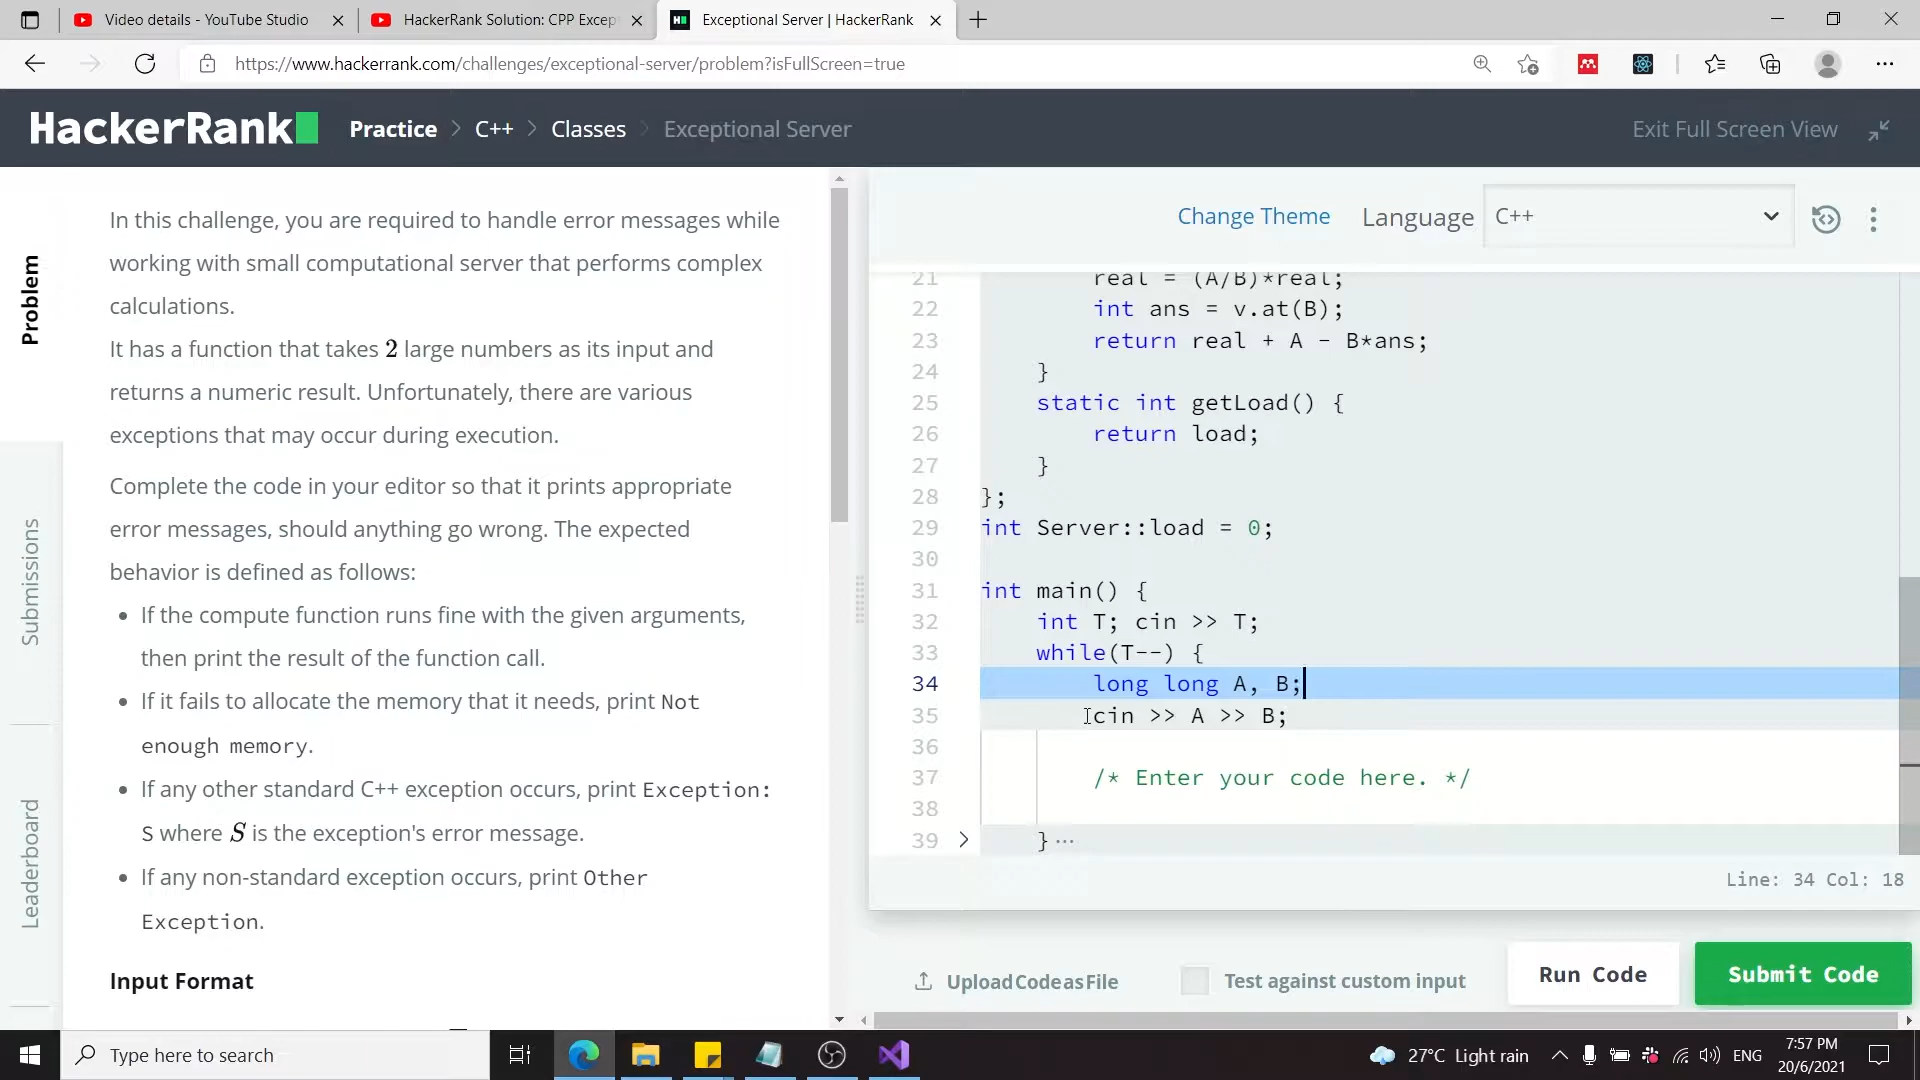 Video details - YouTube Studio
HackerRank Solution: CPP Excep
Exceptional Server | HackerRank
https://www.hackerrank.com/challenges/exceptional-server/problem?isFullScreen=true
HackerRank
Practice > C++ > Classes > Exceptional Server
Exit Full Screen View
Problem
Submissions
Leaderboard
In this challenge, you are required to handle error messages while
working with small computational server that performs complex
calculations.
It has a function that takes 2 large numbers as its input and
returns a numeric result. Unfortunately, there are various
exceptions that may occur during execution.
Complete the code in your editor so that it prints appropriate
error messages, should anything go wrong. The expected
behavior is defined as follows:
• If the compute function runs fine with the given arguments,
then print the result of the function call.
• If it fails to allocate the memory that it needs, print Not
enough memory.
• If any other standard C++ exception occurs, print Exception:
S where S is the exception's error message.
• If any non-standard exception occurs, print Other
Exception.
Input Format
Change Theme Language C++
21 real = (A/B)*real;
22 int ans = v.at(B);
23 return real + A - B*ans;
24 }
25 static int getLoad() {
26 return load;
27 }
28 };
29 int Server::load = 0;
30
31 int main() {
32 int T; cin >> T;
33 while(T--) {
34 long long A, B;
35 cin >> A >> B;
36
37 /* Enter your code here. */
38
39 > } ...
Line: 34 Col: 18
Upload Code as File
Test against custom input
Run Code
Submit Code
Type here to search
27°C Light rain
ENG
7:57 PM
20/6/2021